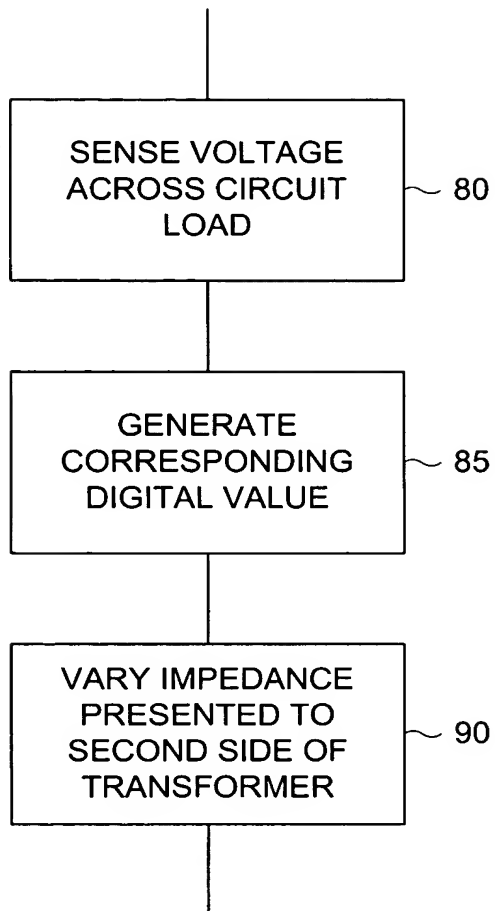 SENSE VOLTAGE
ACROSS CIRCUIT
LOAD
80
GENERATE
CORRESPONDING
DIGITAL VALUE
85
VARY IMPEDANCE
PRESENTED TO
SECOND SIDE OF
TRANSFORMER
90